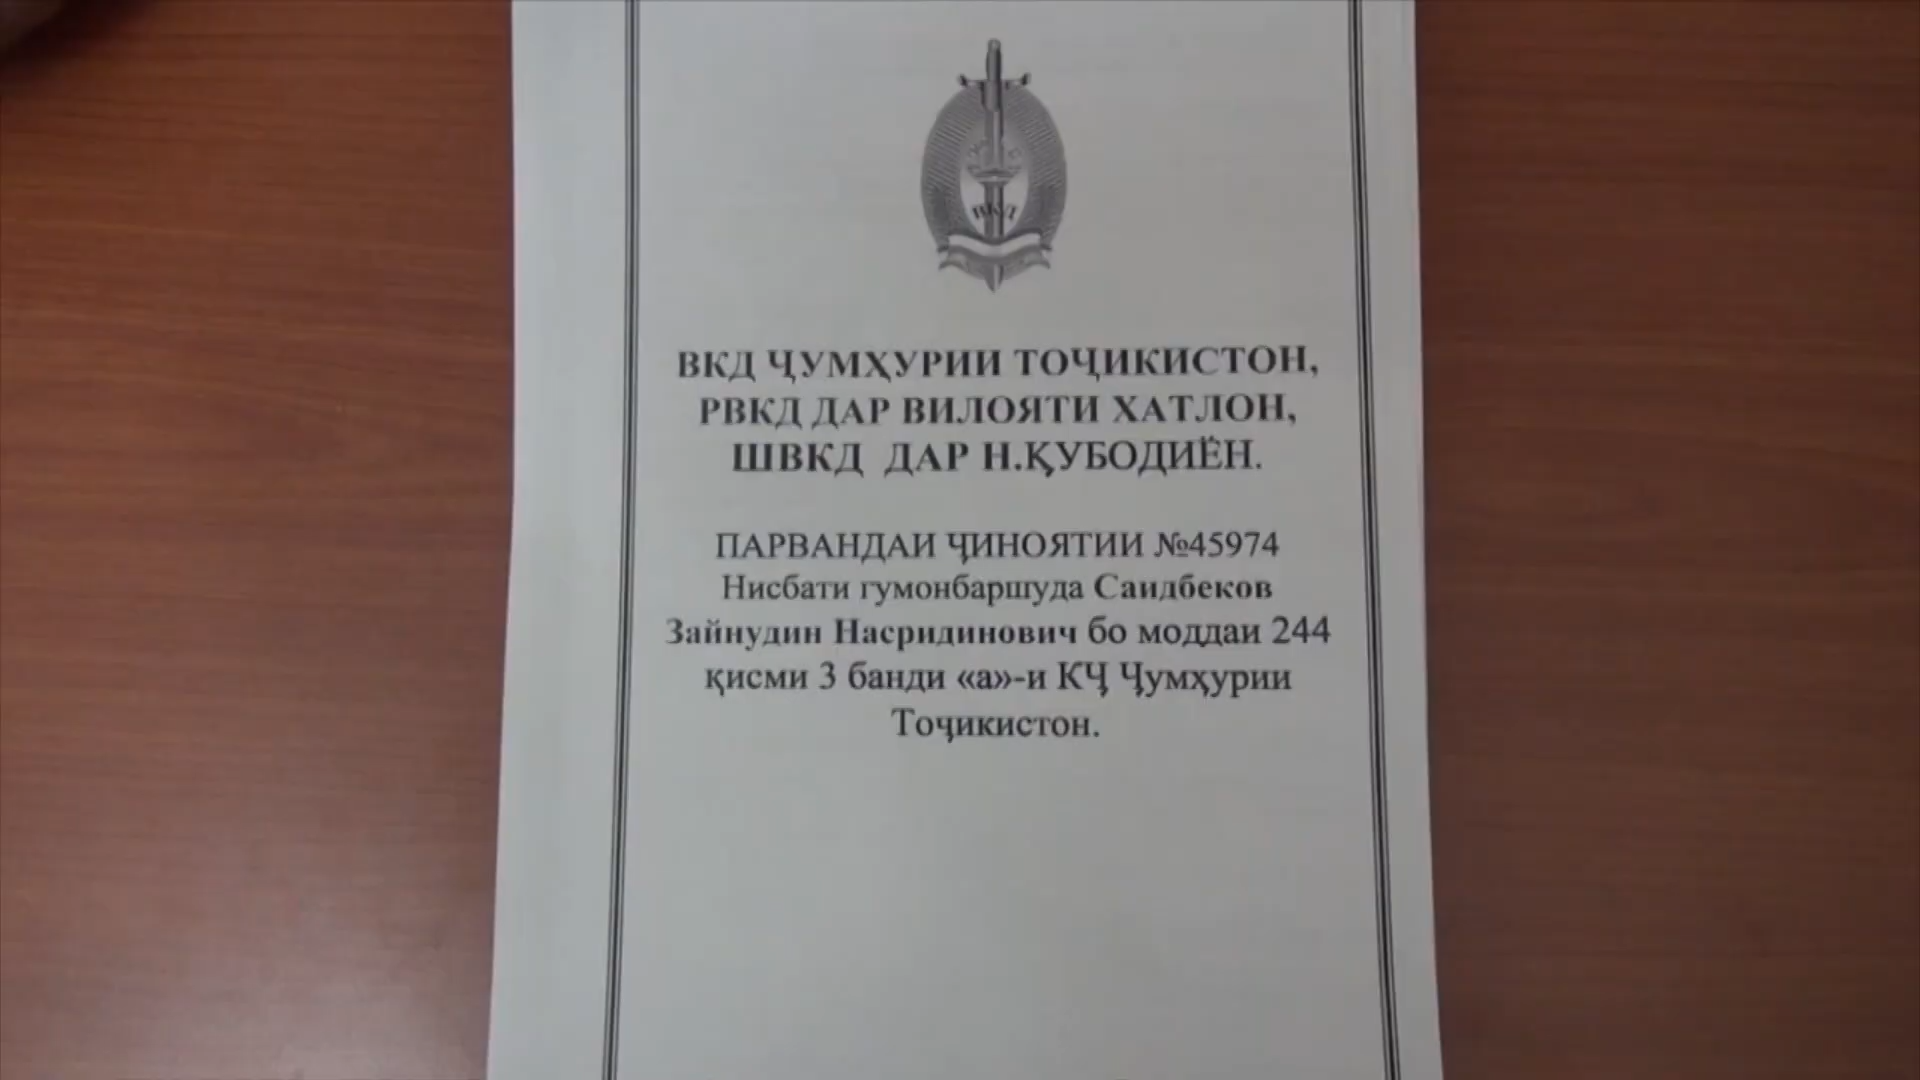 ВКД
ВКД ҶУМҲУРИИ ТОҶИКИСТОН,
РВКД ДАР ВИЛОЯТИ ХАТЛОН,
ШВКД ДАР Н.ҚУБОДИЁН.
ПАРВАНДАИ ҶИНОЯТИИ №45974
Нисбати гумонбаршуда Саидбеков
Зайнудин Насридинович бо моддаи 244
қисми 3 банди «а»-и КҶ Ҷумҳурии
Тоҷикистон.